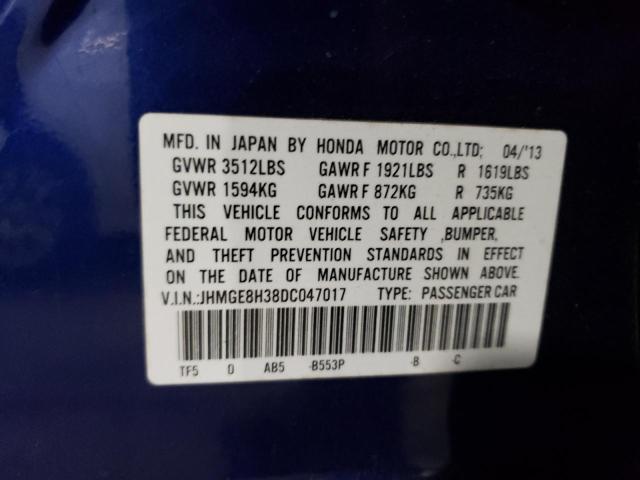 MFD. IN JAPAN BY HONDA MOTOR CO.,LTD; 04/'13
GVWR 3512LBS GAWR F 1921LBS R 1619LBS
GVWR 1594KG GAWR F 872KG R 735KG
THIS VEHICLE CONFORMS TO ALL APPLICABLE
FEDERAL MOTOR VEHICLE SAFETY ,BUMPER,
AND THEFT PREVENTION STANDARDS IN EFFECT
ON THE DATE OF MANUFACTURE SHOWN ABOVE.
V.I.N.:JHMGE8H38DC047017 TYPE: PASSENGER CAR
TF5 0 AB5 -B553P -B -C